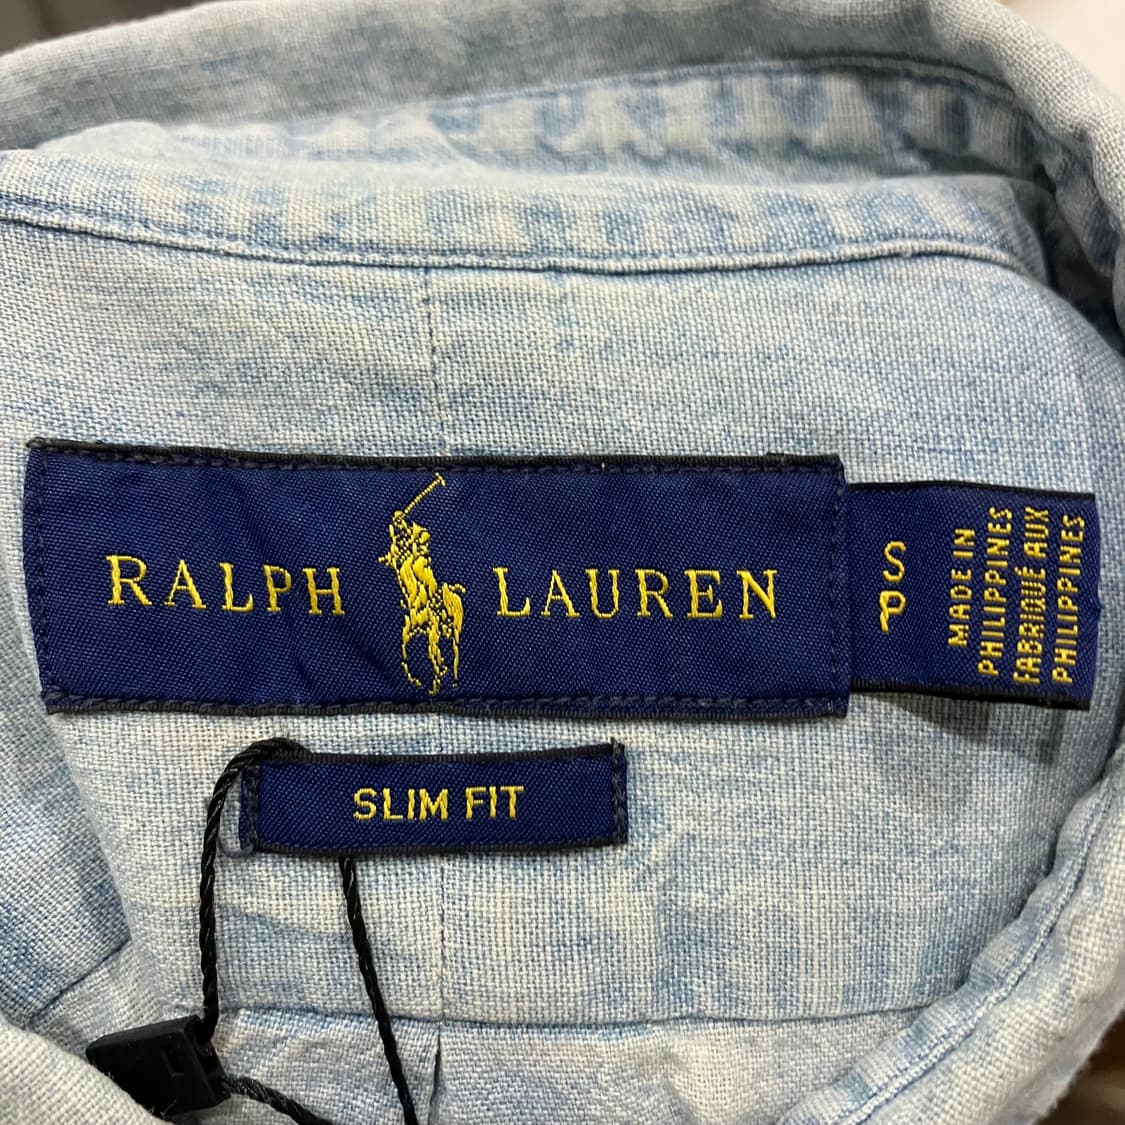 RALPH LAUREN
S
P
MADE IN
PHILIPPINES
FABRIQUÉ AUX
PHILIPPINES
SLIM FIT